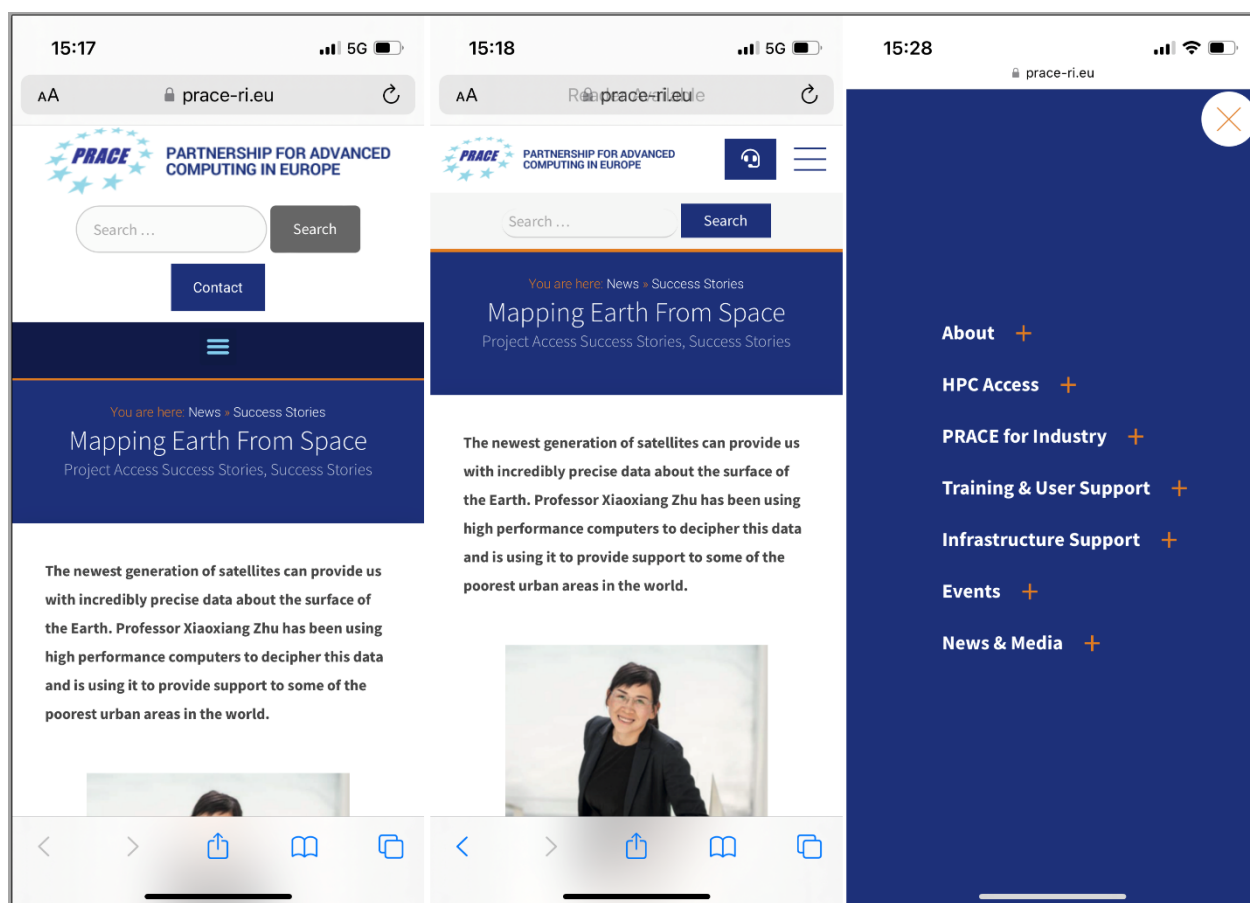 15:17
5G
AA
prace-ri.eu
PRACE
PARTNERSHIP FOR ADVANCED
COMPUTING IN EUROPE
Search ...
Search
Contact
You are here: News » Success Stories
Mapping Earth From Space
Project Access Success Stories, Success Stories
The newest generation of satellites can provide us
with incredibly precise data about the surface of
the Earth. Professor Xiaoxiang Zhu has been using
high performance computers to decipher this data
and is using it to provide support to some of the
poorest urban areas in the world.
15:18
5G
AA
Reader Available
prace-ri.eu
PRACE
PARTNERSHIP FOR ADVANCED
COMPUTING IN EUROPE
Search ...
Search
You are here: News » Success Stories
Mapping Earth From Space
Project Access Success Stories, Success Stories
The newest generation of satellites can provide us
with incredibly precise data about the surface of
the Earth. Professor Xiaoxiang Zhu has been using
high performance computers to decipher this data
and is using it to provide support to some of the
poorest urban areas in the world.
15:28
prace-ri.eu
About +
HPC Access +
PRACE for Industry +
Training & User Support +
Infrastructure Support +
Events +
News & Media +